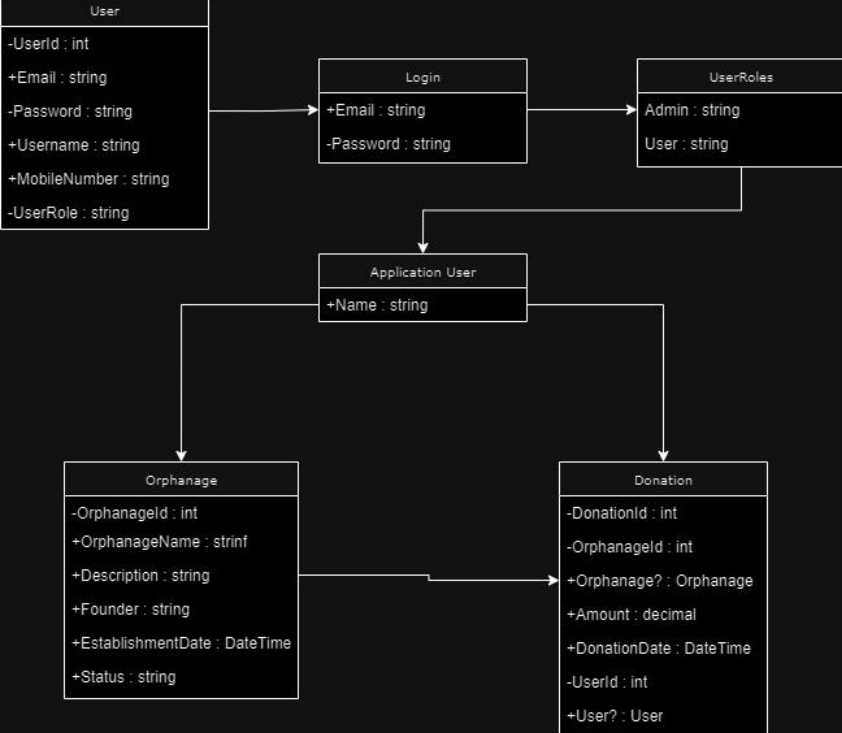 User
-UserId : int
+Email : string
-Password : string
+Username : string
+MobileNumber : string
-UserRole : string
Login
+Email : string
-Password : string
UserRoles
Admin : string
User : string
Application User
+Name : string
Orphanage
-OrphanageId : int
+OrphanageName : strinf
+Description : string
+Founder : string
+EstablishmentDate : DateTime
+Status : string
Donation
-DonationId : int
-OrphanageId : int
+Orphanage? : Orphanage
+Amount : decimal
+DonationDate : DateTime
-UserId : int
+User? : User